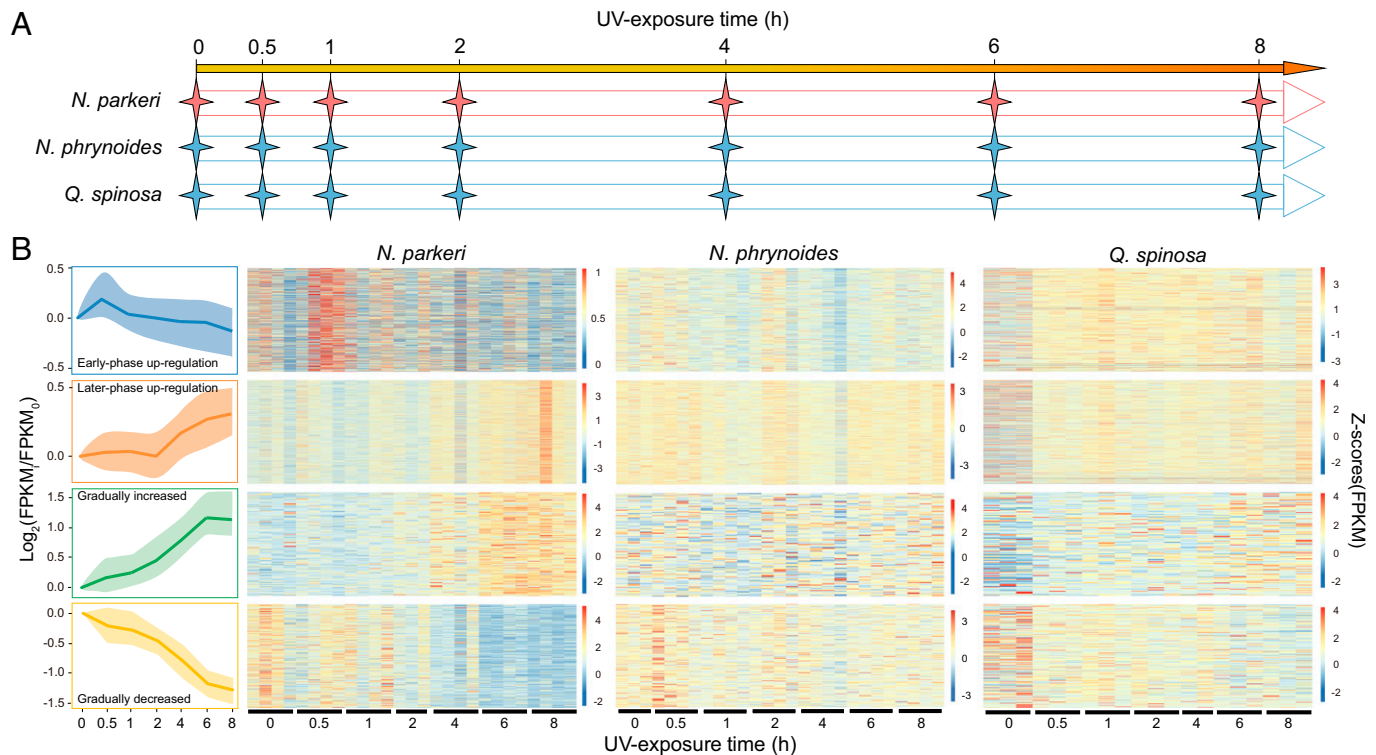 A
UV-exposure time (h)
0 0.5 1 2 4 6 8
N. parkeri
N. phrynoides
Q. spinosa
B
N. parkeri
N. phrynoides
Q. spinosa
Log2(FPKMi/FPKM0)
0.5
0.0
-0.5
Early-phase up-regulation
1
0.5
0
4
2
0
-2
3
1
-1
-3
Later-phase up-regulation
0.5
0.0
3
1
-1
-3
3
0
-3
4
2
0
-2
Gradually increased
1.5
1.0
0.5
0.0
4
2
0
-2
4
2
0
-2
4
2
0
-2
0.0
-0.5
-1.0
-1.5
Gradually decreased
4
2
0
-2
3
0
-3
4
2
0
-2
Z-scores(FPKM)
0 0.5 1 2 4 6 8
0 0.5 1 2 4 6 8
0 0.5 1 2 4 6 8
0 0.5 1 2 4 6 8
UV-exposure time (h)